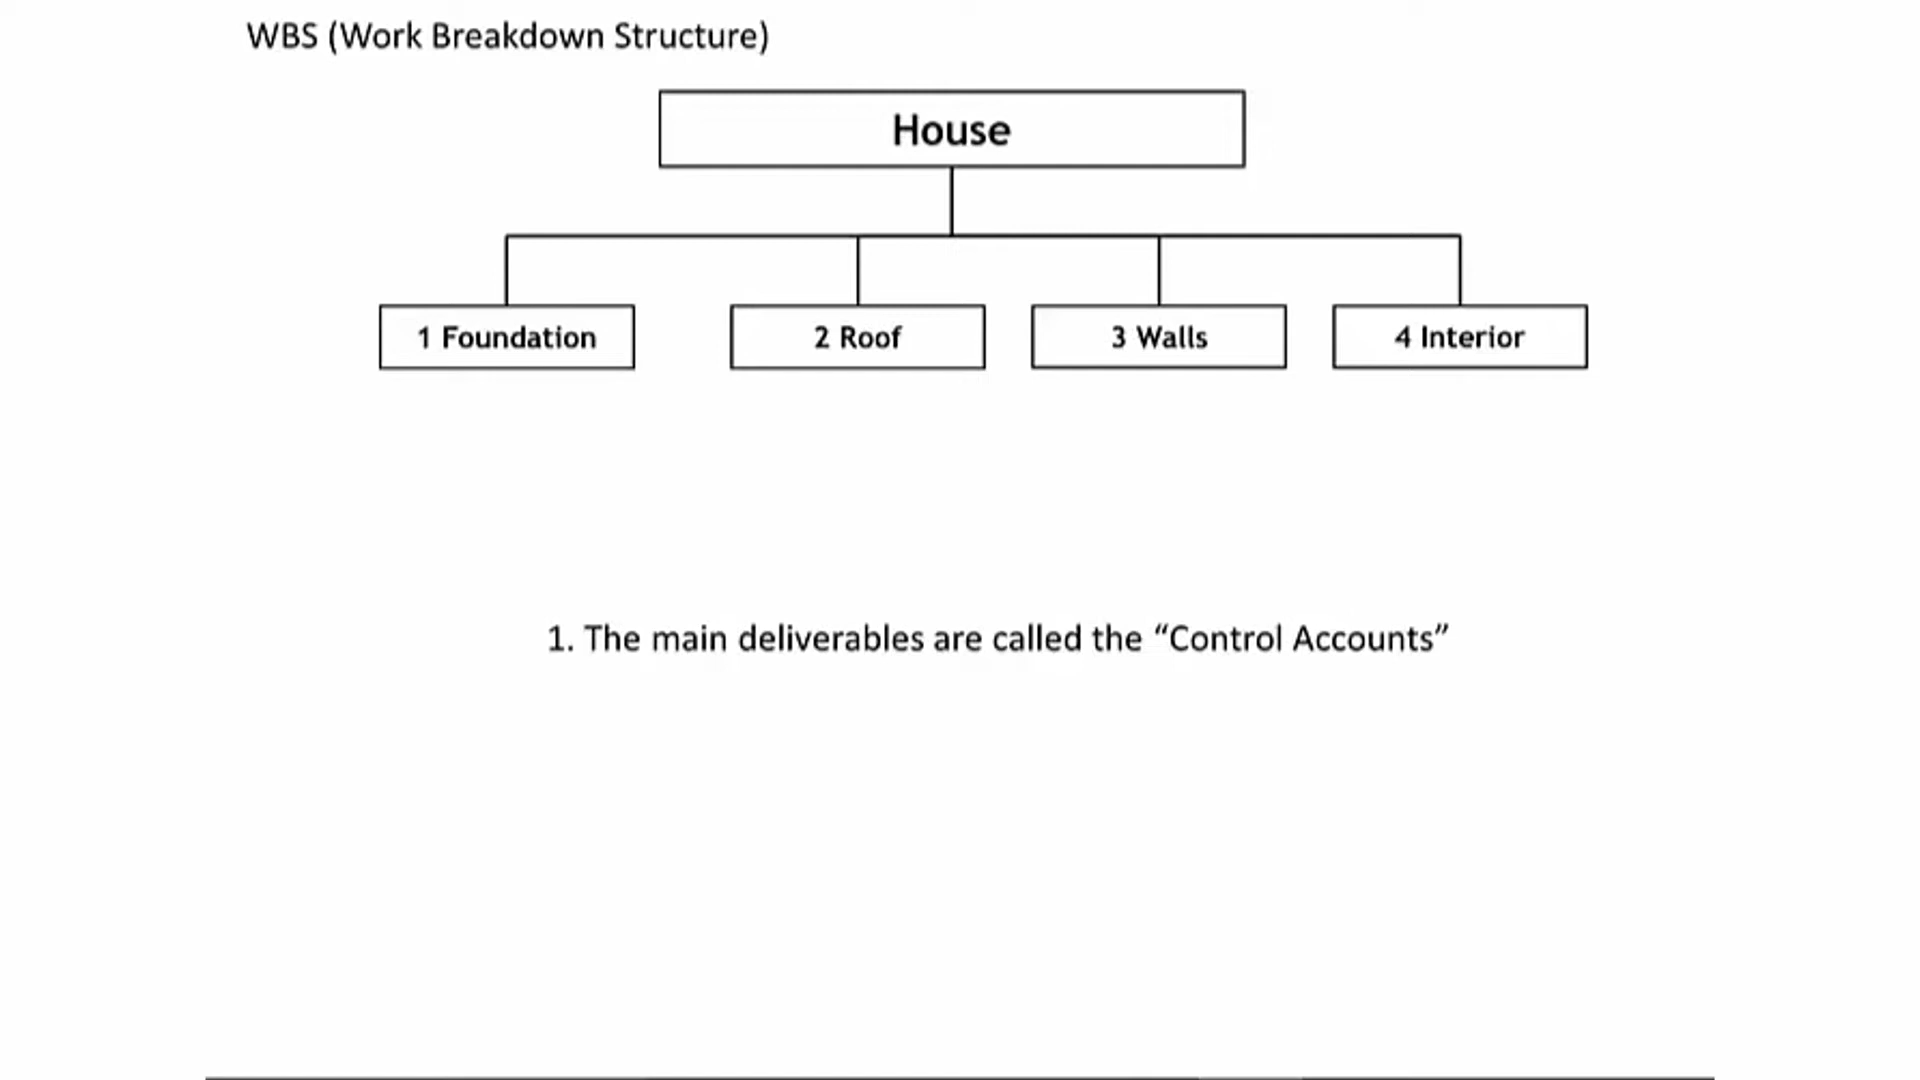 WBS (Work Breakdown Structure)
House
1 Foundation
2 Roof
3 Walls
4 Interior
1. The main deliverables are called the “Control Accounts”